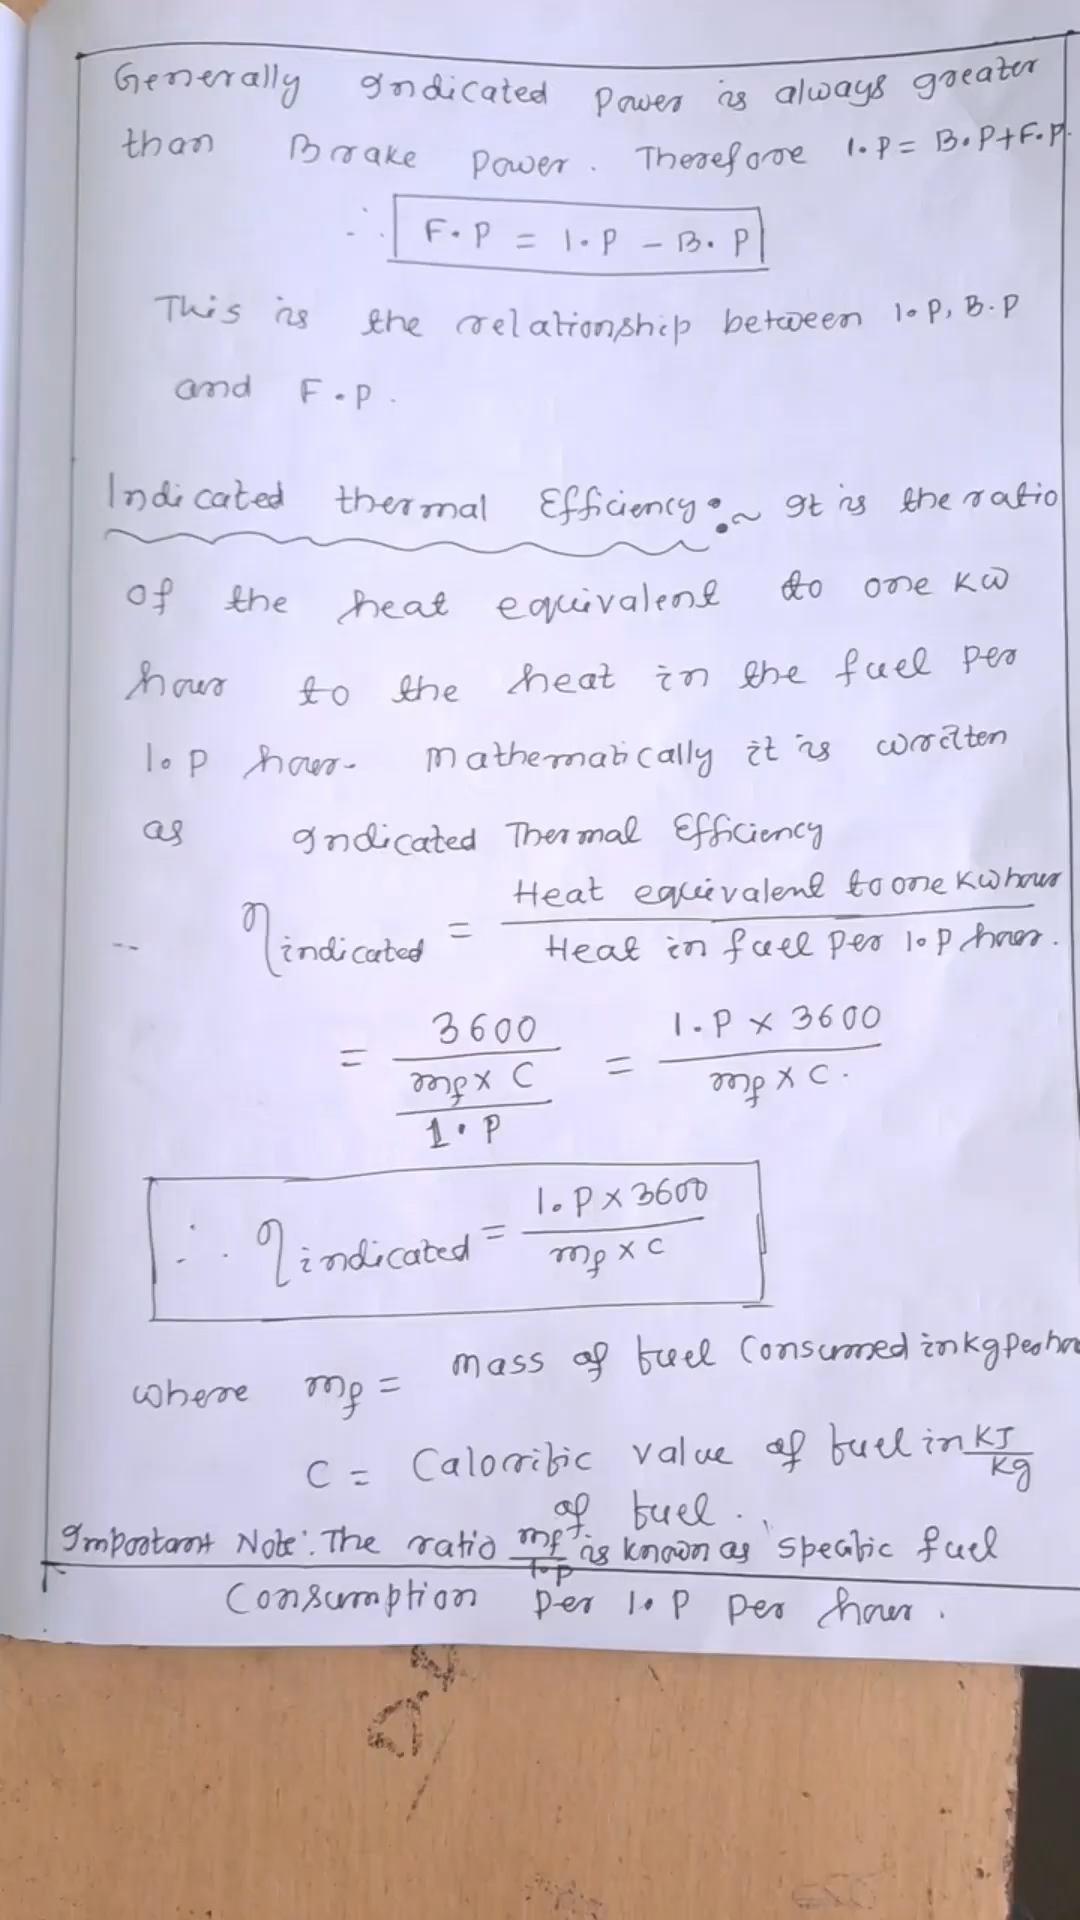 Generally Indicated Power is always greater
than Brake Power. Therefore I.P = B.P+F.P.
∴ F.P = I.P - B.P
This is the relationship between I.P, B.P
and F.P.
Indicated thermal Efficiency:~ It is the ratio
of the heat equivalent to one KW
hour to the heat in the fuel per
I.P hour. Mathematically it is written
as Indicated Thermal Efficiency
η indicated = Heat equivalent to one KW hour / Heat in fuel per I.P hour.
= 3600 / ((mf x C) / I.P) = I.P x 3600 / mf x C.
∴ η indicated = I.P x 3600 / mf x C
where mf = mass of fuel Consumed in kg per
C = Calorific value of fuel in KJ/Kg
of fuel.
Important Note: The ratio mf/I.P is known as specific fuel
Consumption Per I.P per hour.